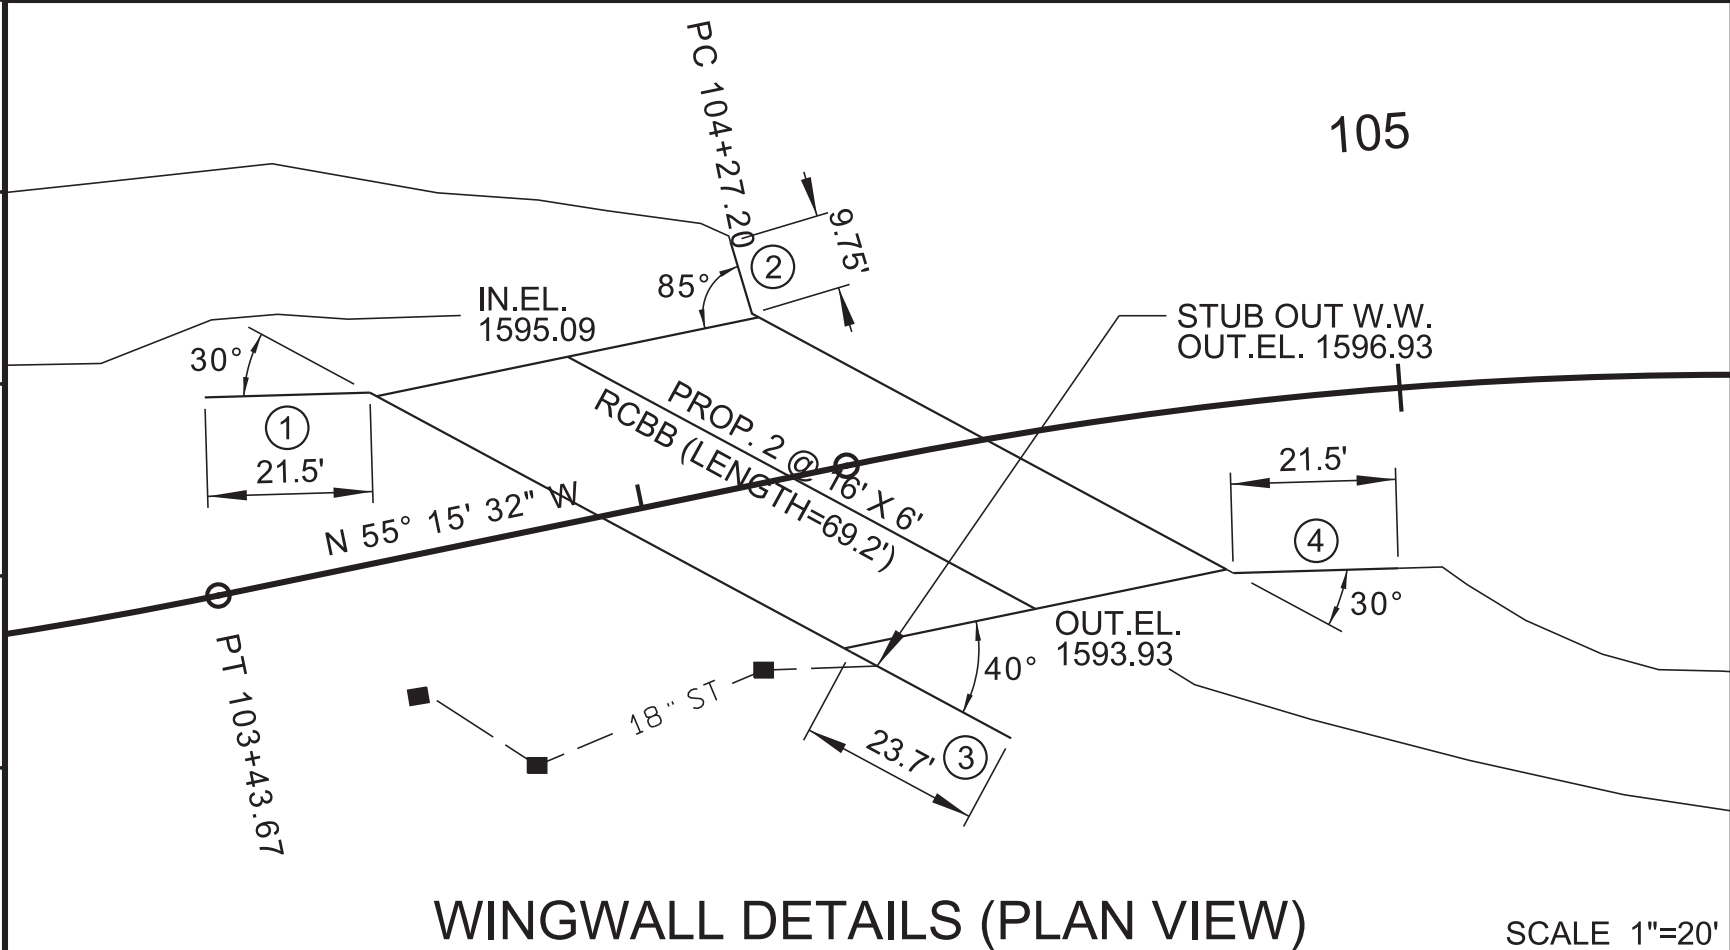 PC 104+27.20
105
9.75'
2
85°
IN.EL.
1595.09
STUB OUT W.W.
OUT.EL. 1596.93
30°
1
21.5'
PROP. 2 @ 16' X 6'
RCBB (LENGTH=69.2')
21.5'
4
N 55° 15' 32" W
30°
OUT.EL.
1593.93
40°
PT 103+43.67
18" ST
23.7'
3
WINGWALL DETAILS (PLAN VIEW)
SCALE 1"=20'